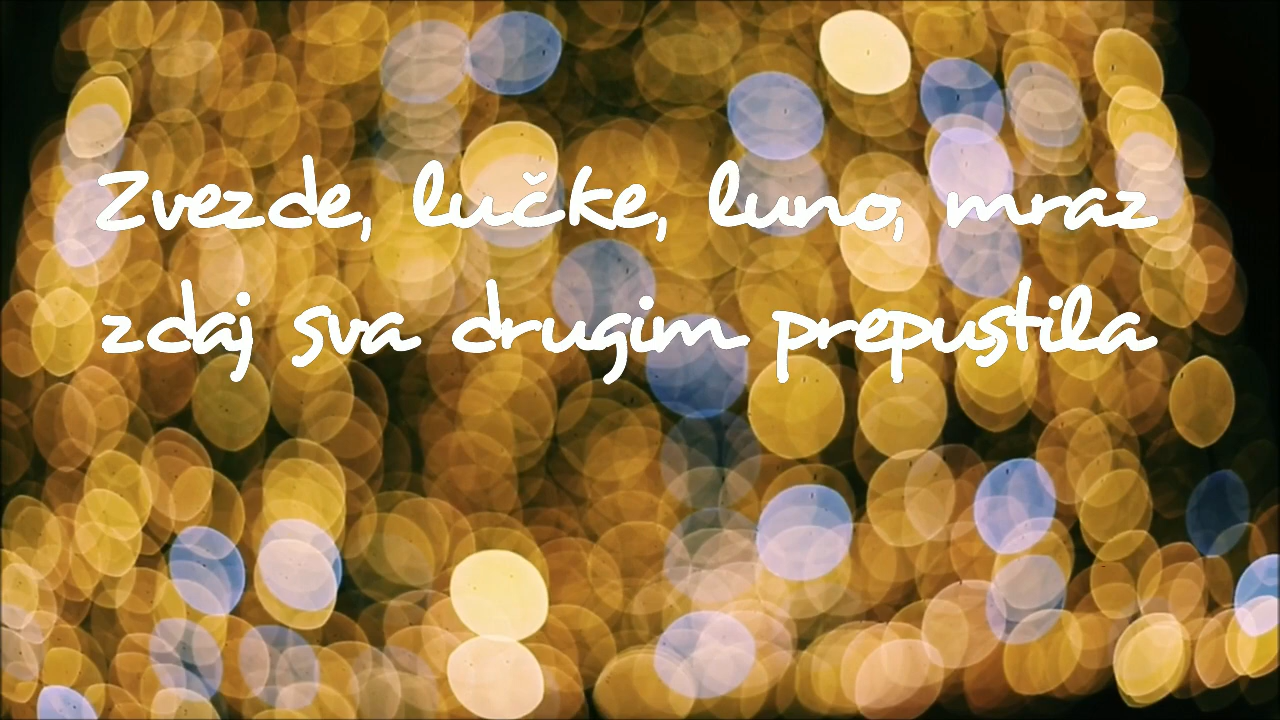 Zvezde, lučke, luno, mraz
zdaj sva drugim prepustila